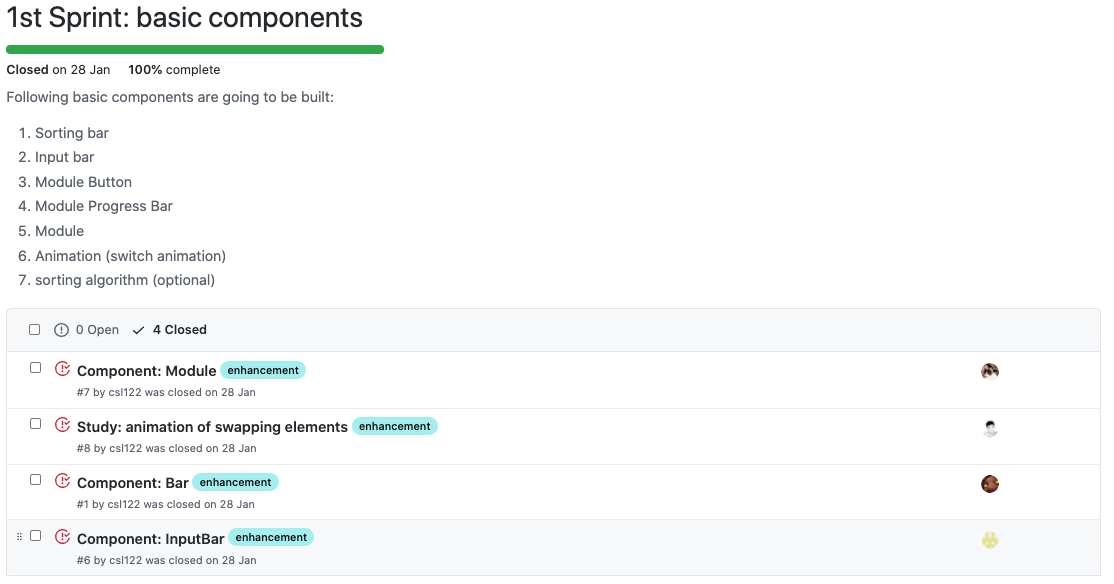 1st Sprint: basic components
Closed on 28 Jan 100% complete
Following basic components are going to be built:
1. Sorting bar
2. Input bar
3. Module Button
4. Module Progress Bar
5. Module
6. Animation (switch animation)
7. sorting algorithm (optional)
0 Open 4 Closed
Component: Module enhancement
#7 by csl122 was closed on 28 Jan
Study: animation of swapping elements enhancement
#8 by csl122 was closed on 28 Jan
Component: Bar enhancement
#1 by csl122 was closed on 28 Jan
Component: InputBar enhancement
#6 by csl122 was closed on 28 Jan